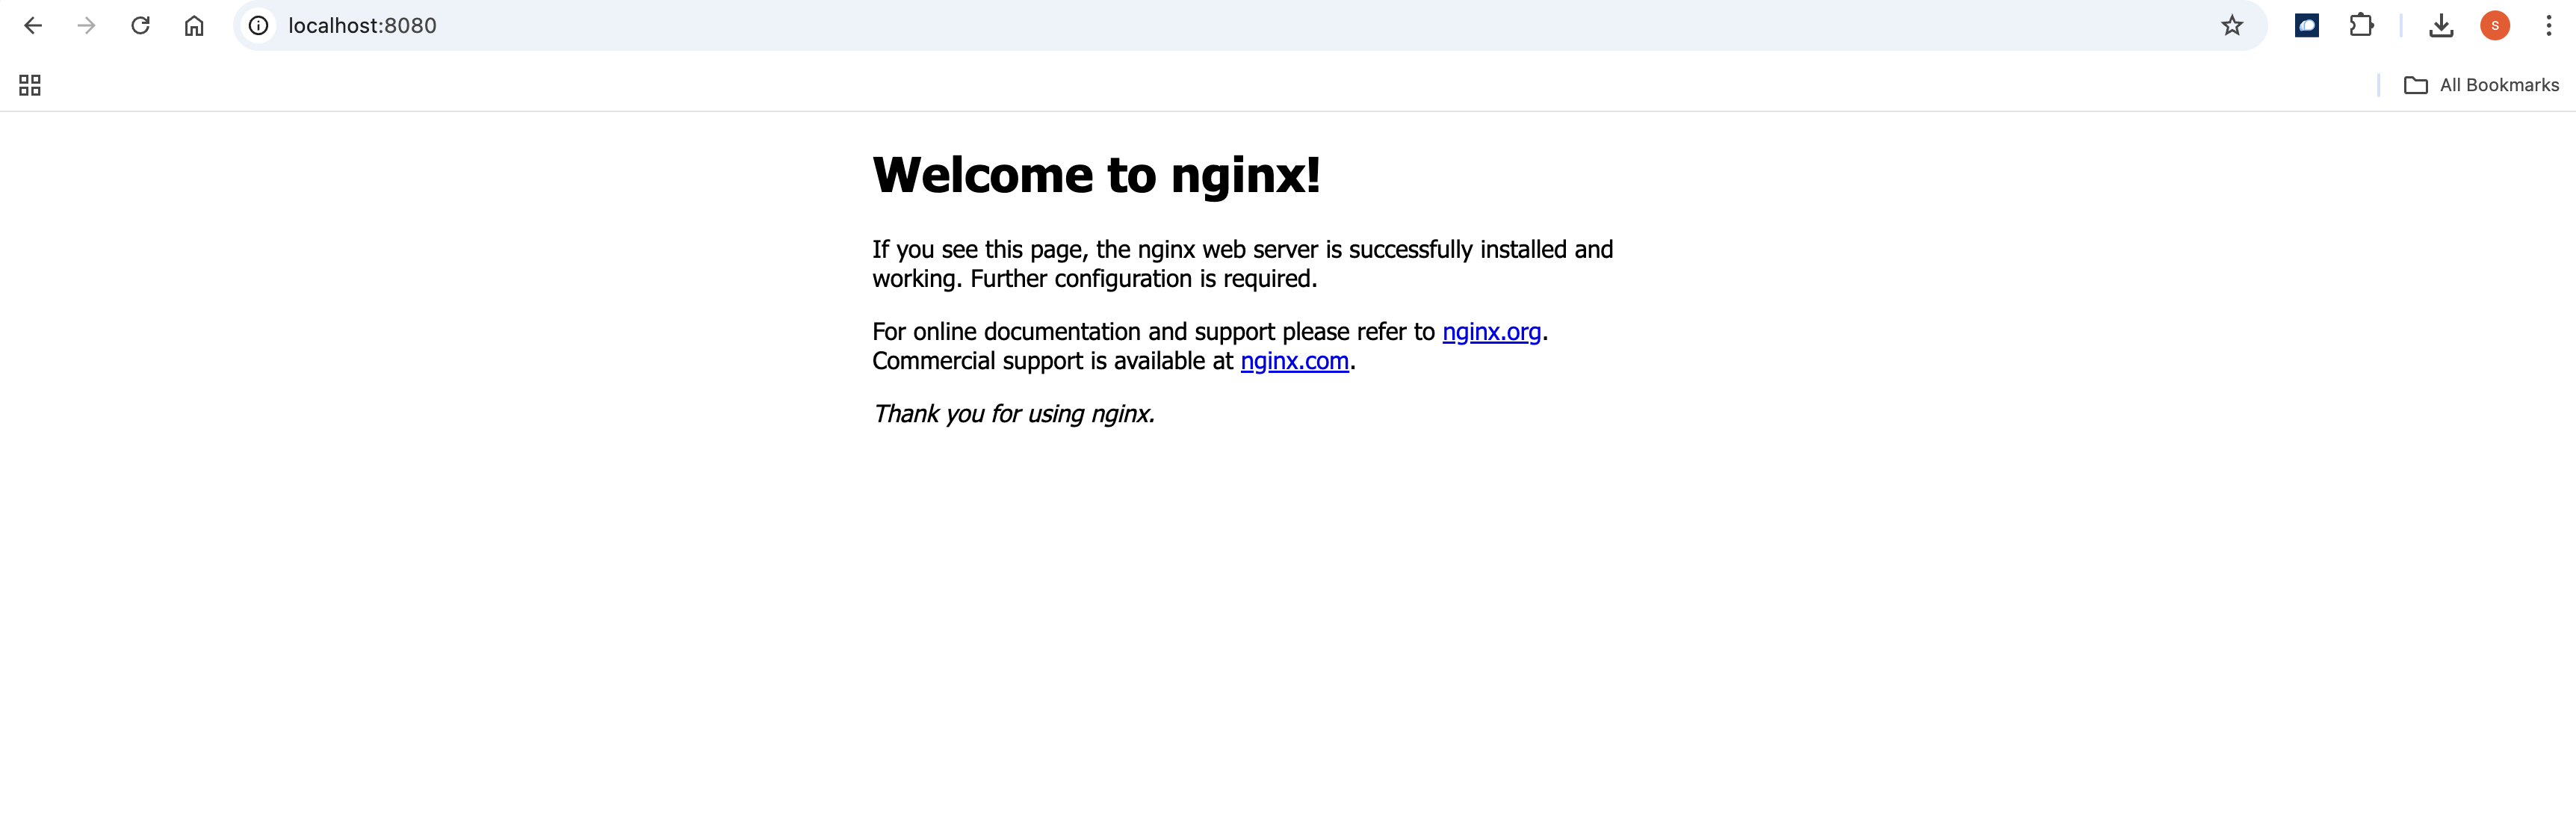 localhost:8080
S
All Bookmarks
Welcome to nginx!
If you see this page, the nginx web server is successfully installed and
working. Further configuration is required.
For online documentation and support please refer to nginx.org.
Commercial support is available at nginx.com.
Thank you for using nginx.